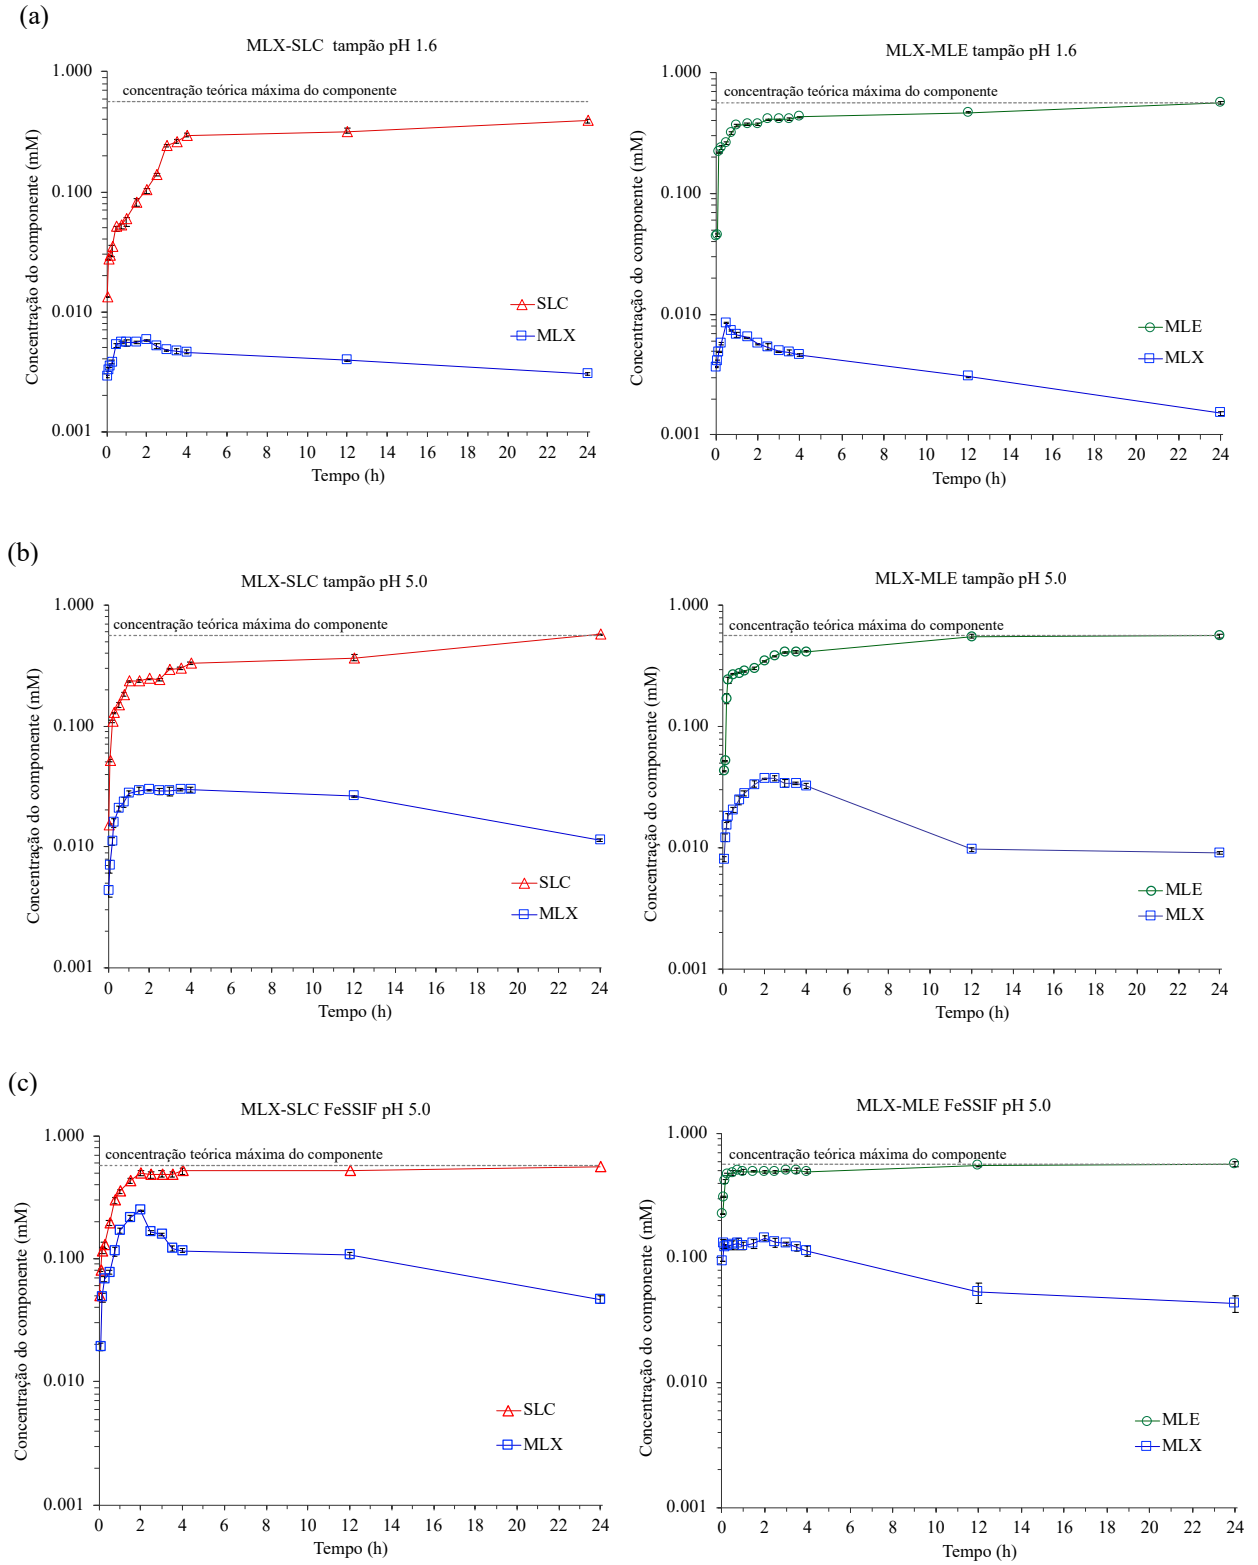 (a)
MLX-SLC tampão pH 1.6
1.000
concentração teórica máxima do componente
0.100
0.010
0.001
Concentração do componente (mM)
SLC
MLX
0 2 4 6 8 10 12 14 16 18 20 22 24
Tempo (h)
MLX-MLE tampão pH 1.6
1.000
concentração teórica máxima do componente
0.100
0.010
0.001
Concentração do componente (mM)
MLE
MLX
0 2 4 6 8 10 12 14 16 18 20 22 24
Tempo (h)
(b)
MLX-SLC tampão pH 5.0
1.000
concentração teórica máxima do componente
0.100
0.010
0.001
Concentração do componente (mM)
SLC
MLX
0 2 4 6 8 10 12 14 16 18 20 22 24
Tempo (h)
MLX-MLE tampão pH 5.0
1.000
concentração teórica máxima do componente
0.100
0.010
0.001
Concentração do componente (mM)
MLE
MLX
0 2 4 6 8 10 12 14 16 18 20 22 24
Tempo (h)
(c)
MLX-SLC FeSSIF pH 5.0
1.000
concentração teórica máxima do componente
0.100
0.010
0.001
Concentração do componente (mM)
SLC
MLX
0 2 4 6 8 10 12 14 16 18 20 22 24
Tempo (h)
MLX-MLE FeSSIF pH 5.0
1.000
concentração teórica máxima do componente
0.100
0.010
0.001
Concentração do componente (mM)
MLE
MLX
0 2 4 6 8 10 12 14 16 18 20 22 24
Tempo (h)